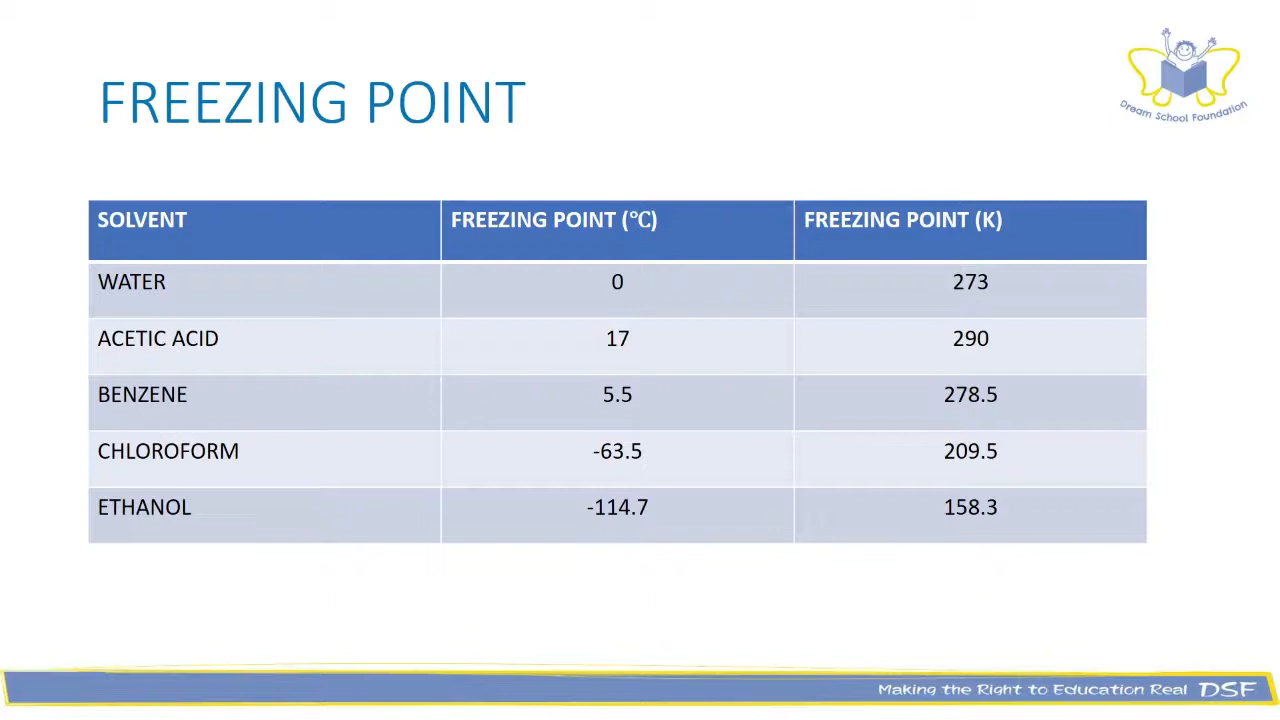 FREEZING POINT
Dream School Foundation
SOLVENT FREEZING POINT (℃) FREEZING POINT (K)
WATER 0 273
ACETIC ACID 17 290
BENZENE 5.5 278.5
CHLOROFORM -63.5 209.5
ETHANOL -114.7 158.3
Making the Right to Education Real DSF